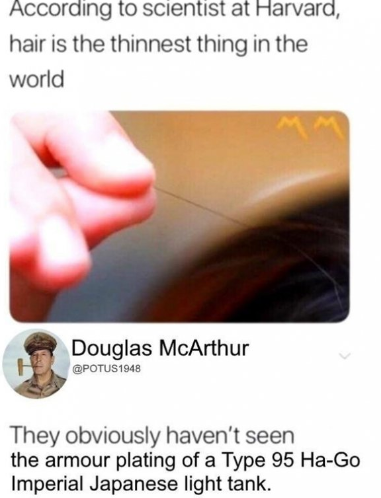 According to scientist at Harvard,
hair is the thinnest thing in the
world
Douglas McArthur
@POTUS1948
They obviously haven't seen
the armour plating of a Type 95 Ha-Go
Imperial Japanese light tank.